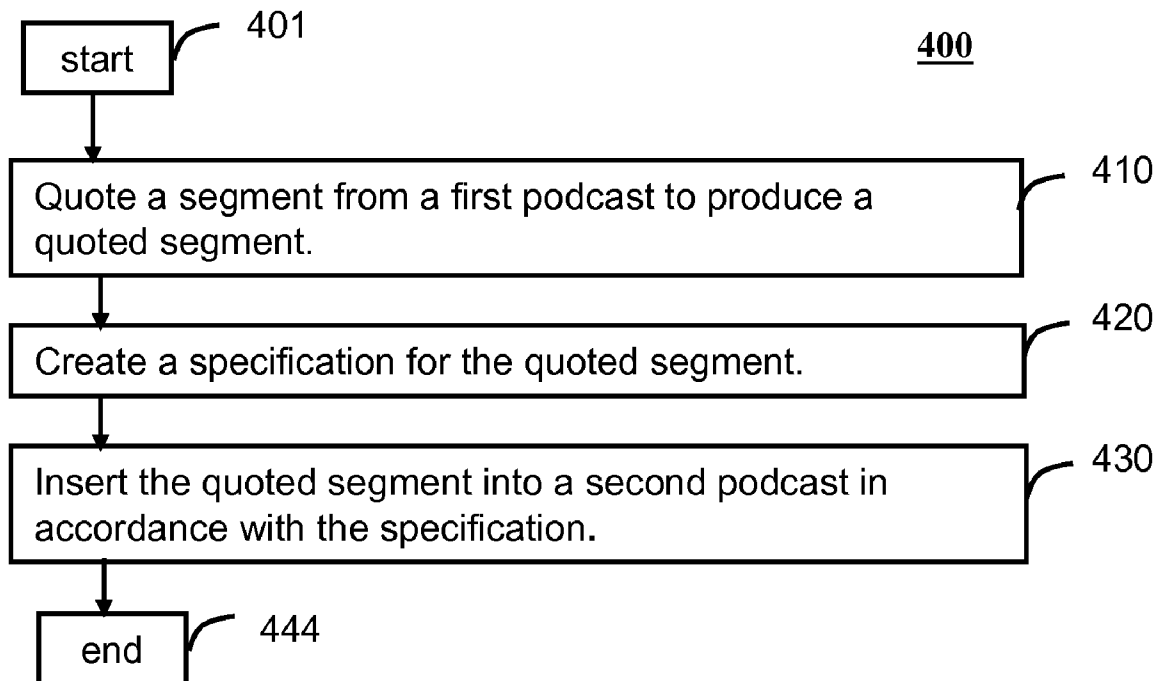 401
400
start
410
Quote a segment from a first podcast to produce a
quoted segment.
420
Create a specification for the quoted segment.
430
Insert the quoted segment into a second podcast in
accordance with the specification.
444
end